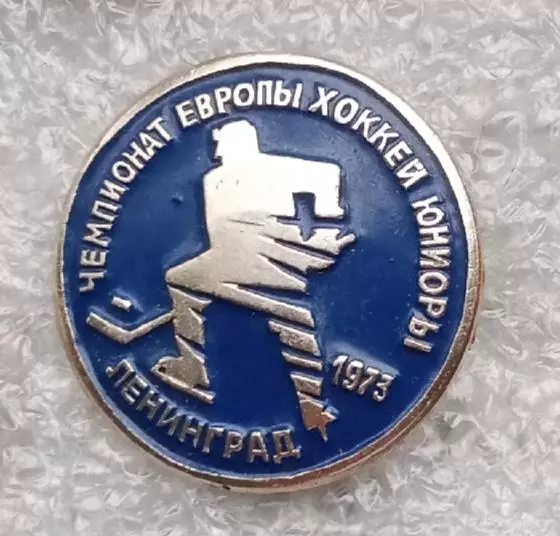 ЧЕМПИОНАТ ЕВРОПЫ ХОККЕЙ ЮНИОРЫ
1973
ЛЕНИНГРАД